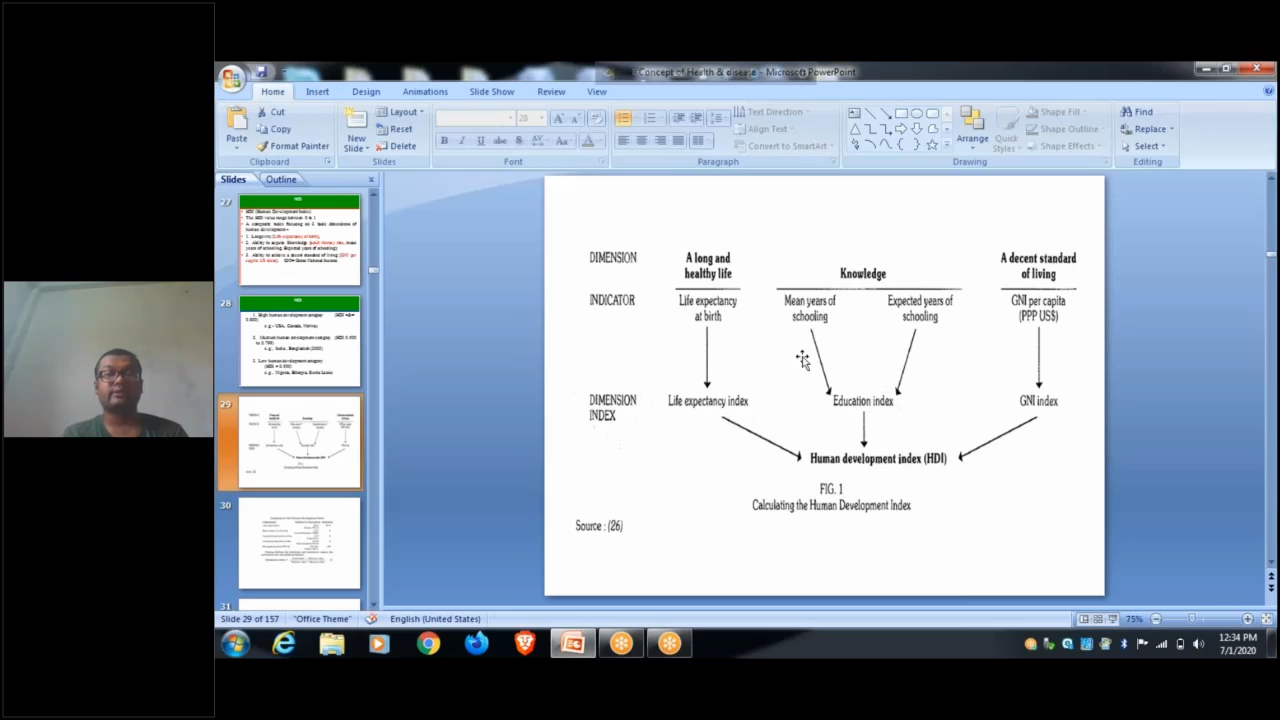 Concept of Health & disease - Microsoft PowerPoint
Home Insert Design Animations Slide Show Review View
Paste
Cut
Copy
Format Painter
Clipboard
New Slide
Layout
Reset
Delete
Slides
28
Font
Text Direction
Align Text
Convert to SmartArt
Paragraph
Arrange
Quick Styles
Shape Fill
Shape Outline
Shape Effects
Drawing
Find
Replace
Select
Editing
Slides Outline
27
HDI
28
HDI
29
30
31
DIMENSION
A long and
healthy life
Knowledge
A decent standard
of living
INDICATOR
Life expectancy
at birth
Mean years of
schooling
Expected years of
schooling
GNI per capita
(PPP US$)
DIMENSION
INDEX
Life expectancy index
Education index
GNI index
Human development index (HDI)
FIG. 1
Calculating the Human Development Index
Source : (26)
Slide 29 of 157
"Office Theme"
English (United States)
75%
12:34 PM
7/1/2020